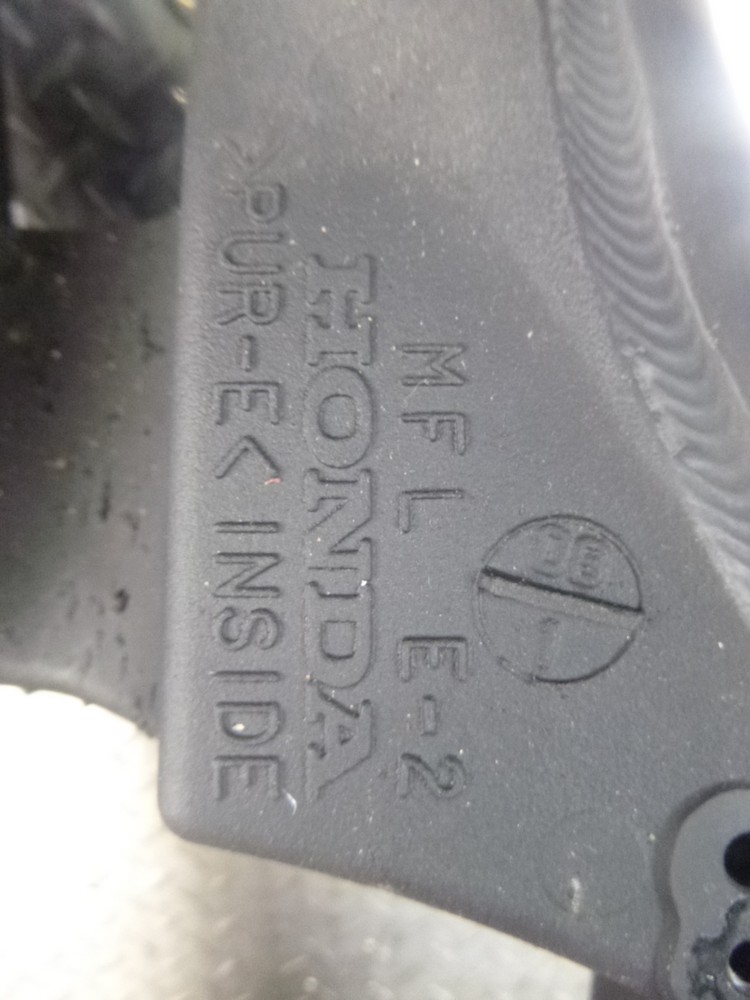 MFL E-2
HONDA
>PUR-E< INSIDE